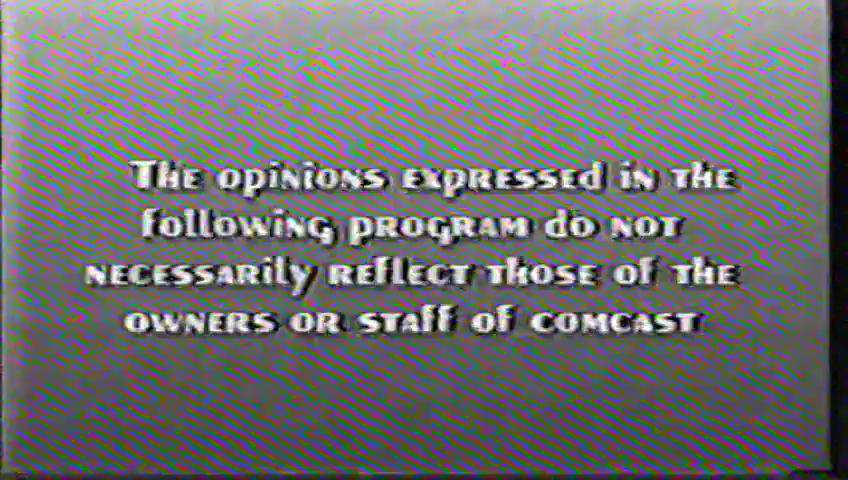 The opinions expressed in the
following program do not
necessarily reflect those of the
owners or staff of comcast